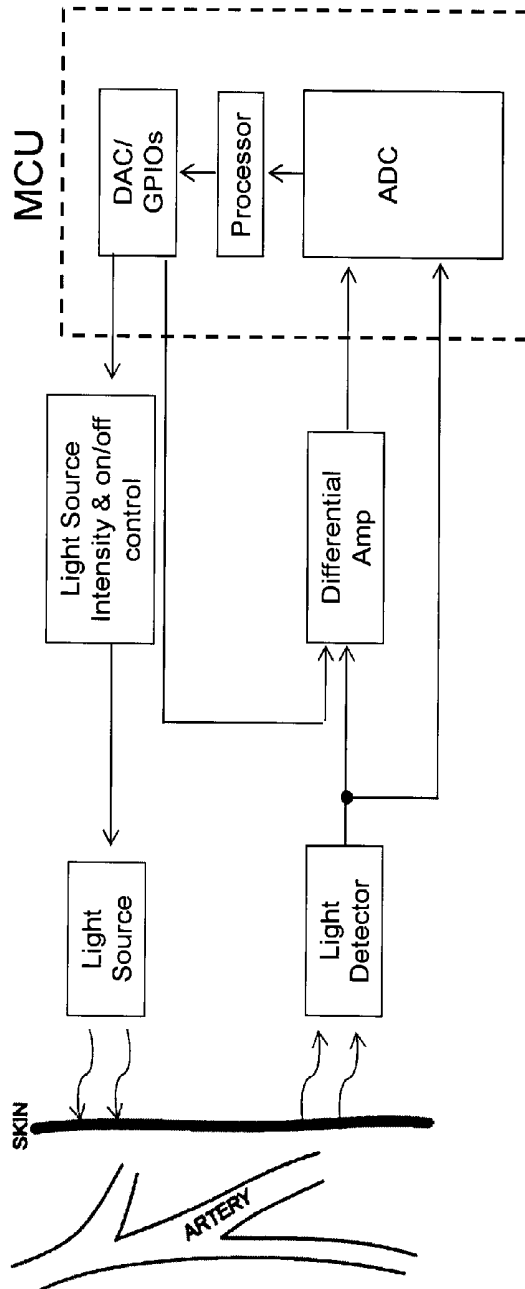 MCU
DAC/
GPIOs
Processor
ADC
Light Source
Intensity & on/off
control
Differential
Amp
Light
Source
Light
Detector
SKIN
ARTERY